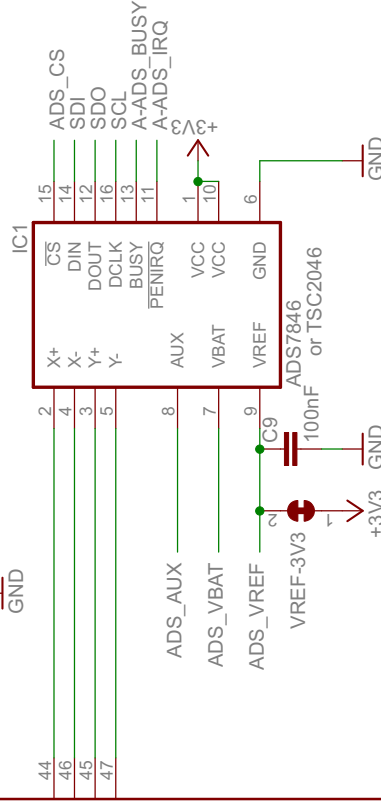 GND
44
46
45
47
2
4
3
5
8
7
9
X+
X-
Y+
Y-
AUX
VBAT
VREF
IC1
CS
DIN
DOUT
DCLK
BUSY
PENIRQ
VCC
VCC
GND
15
14
12
16
13
11
1
10
6
ADS_CS
SDI
SDO
SCL
A-ADS_BUSY
A-ADS_IRQ
+3V3
GND
ADS7846
or TSC2046
C9
100nF
GND
ADS_AUX
ADS_VBAT
ADS_VREF
2
1
VREF-3V3
+3V3